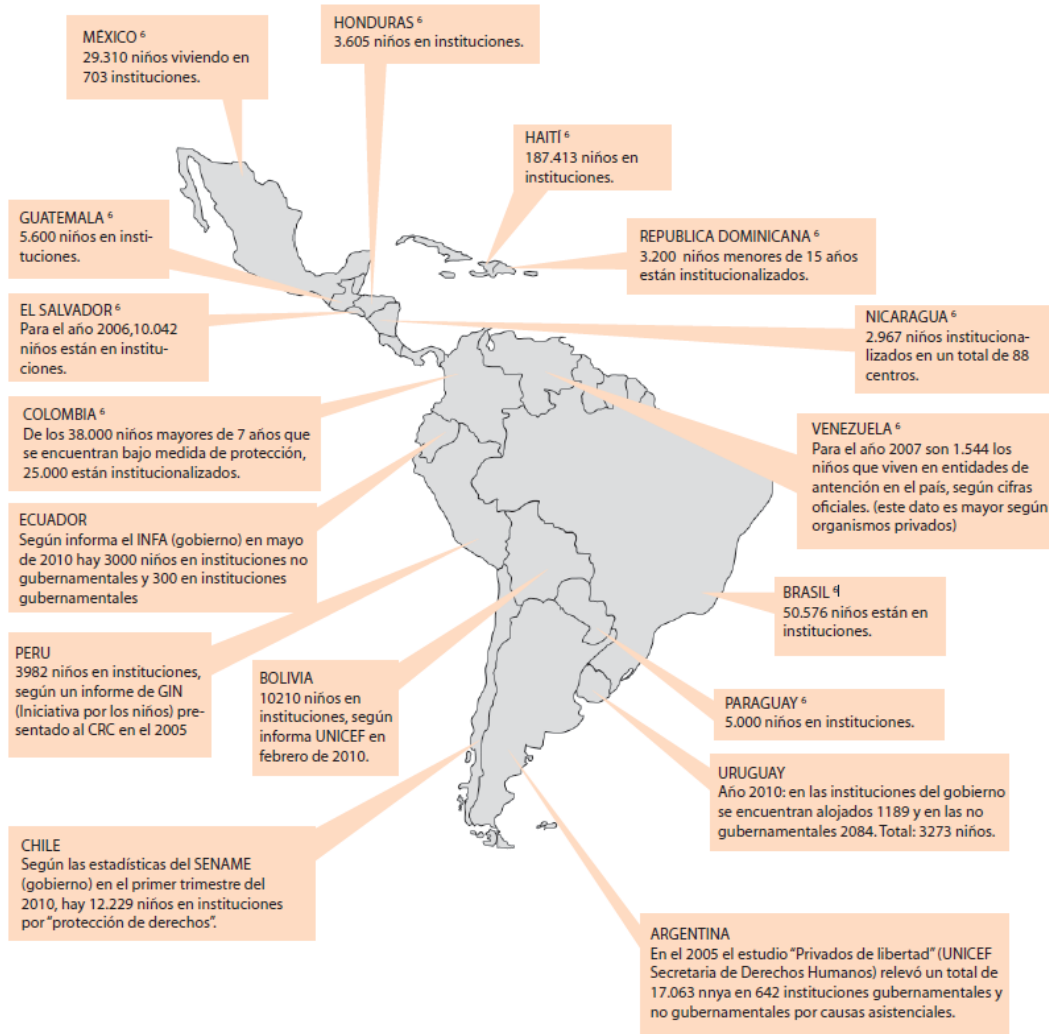 MÉXICO ⁶
29.310 niños viviendo en
703 instituciones.
HONDURAS ⁶
3.605 niños en instituciones.
HAITÍ ⁶
187.413 niños en
instituciones.
GUATEMALA ⁶
5.600 niños en insti-
tuciones.
REPUBLICA DOMINICANA ⁶
3.200 niños menores de 15 años
están institucionalizados.
EL SALVADOR ⁶
Para el año 2006,10.042
niños están en institu-
ciones.
NICARAGUA ⁶
2.967 niños instituciona-
lizados en un total de 88
centros.
COLOMBIA ⁶
De los 38.000 niños mayores de 7 años que
se encuentran bajo medida de protección,
25.000 están institucionalizados.
VENEZUELA ⁶
Para el año 2007 son 1.544 los
niños que viven en entidades de
antención en el país, según cifras
oficiales. (este dato es mayor según
organismos privados)
ECUADOR
Según informa el INFA (gobierno) en mayo
de 2010 hay 3000 niños en instituciones no
gubernamentales y 300 en instituciones
gubernamentales
BRASIL ⁶
50.576 niños están en
instituciones.
PERU
3982 niños en instituciones,
según un informe de GIN
(Iniciativa por los niños) pre-
sentado al CRC en el 2005
BOLIVIA
10210 niños en
instituciones, según
informa UNICEF en
febrero de 2010.
PARAGUAY ⁶
5.000 niños en instituciones.
URUGUAY
Año 2010: en las instituciones del gobierno
se encuentran alojados 1189 y en las no
gubernamentales 2084. Total: 3273 niños.
CHILE
Según las estadísticas del SENAME
(gobierno) en el primer trimestre del
2010, hay 12.229 niños en instituciones
por “protección de derechos”.
ARGENTINA
En el 2005 el estudio “Privados de libertad” (UNICEF
Secretaria de Derechos Humanos) relevó un total de
17.063 nnya en 642 instituciones gubernamentales y
no gubernamentales por causas asistenciales.